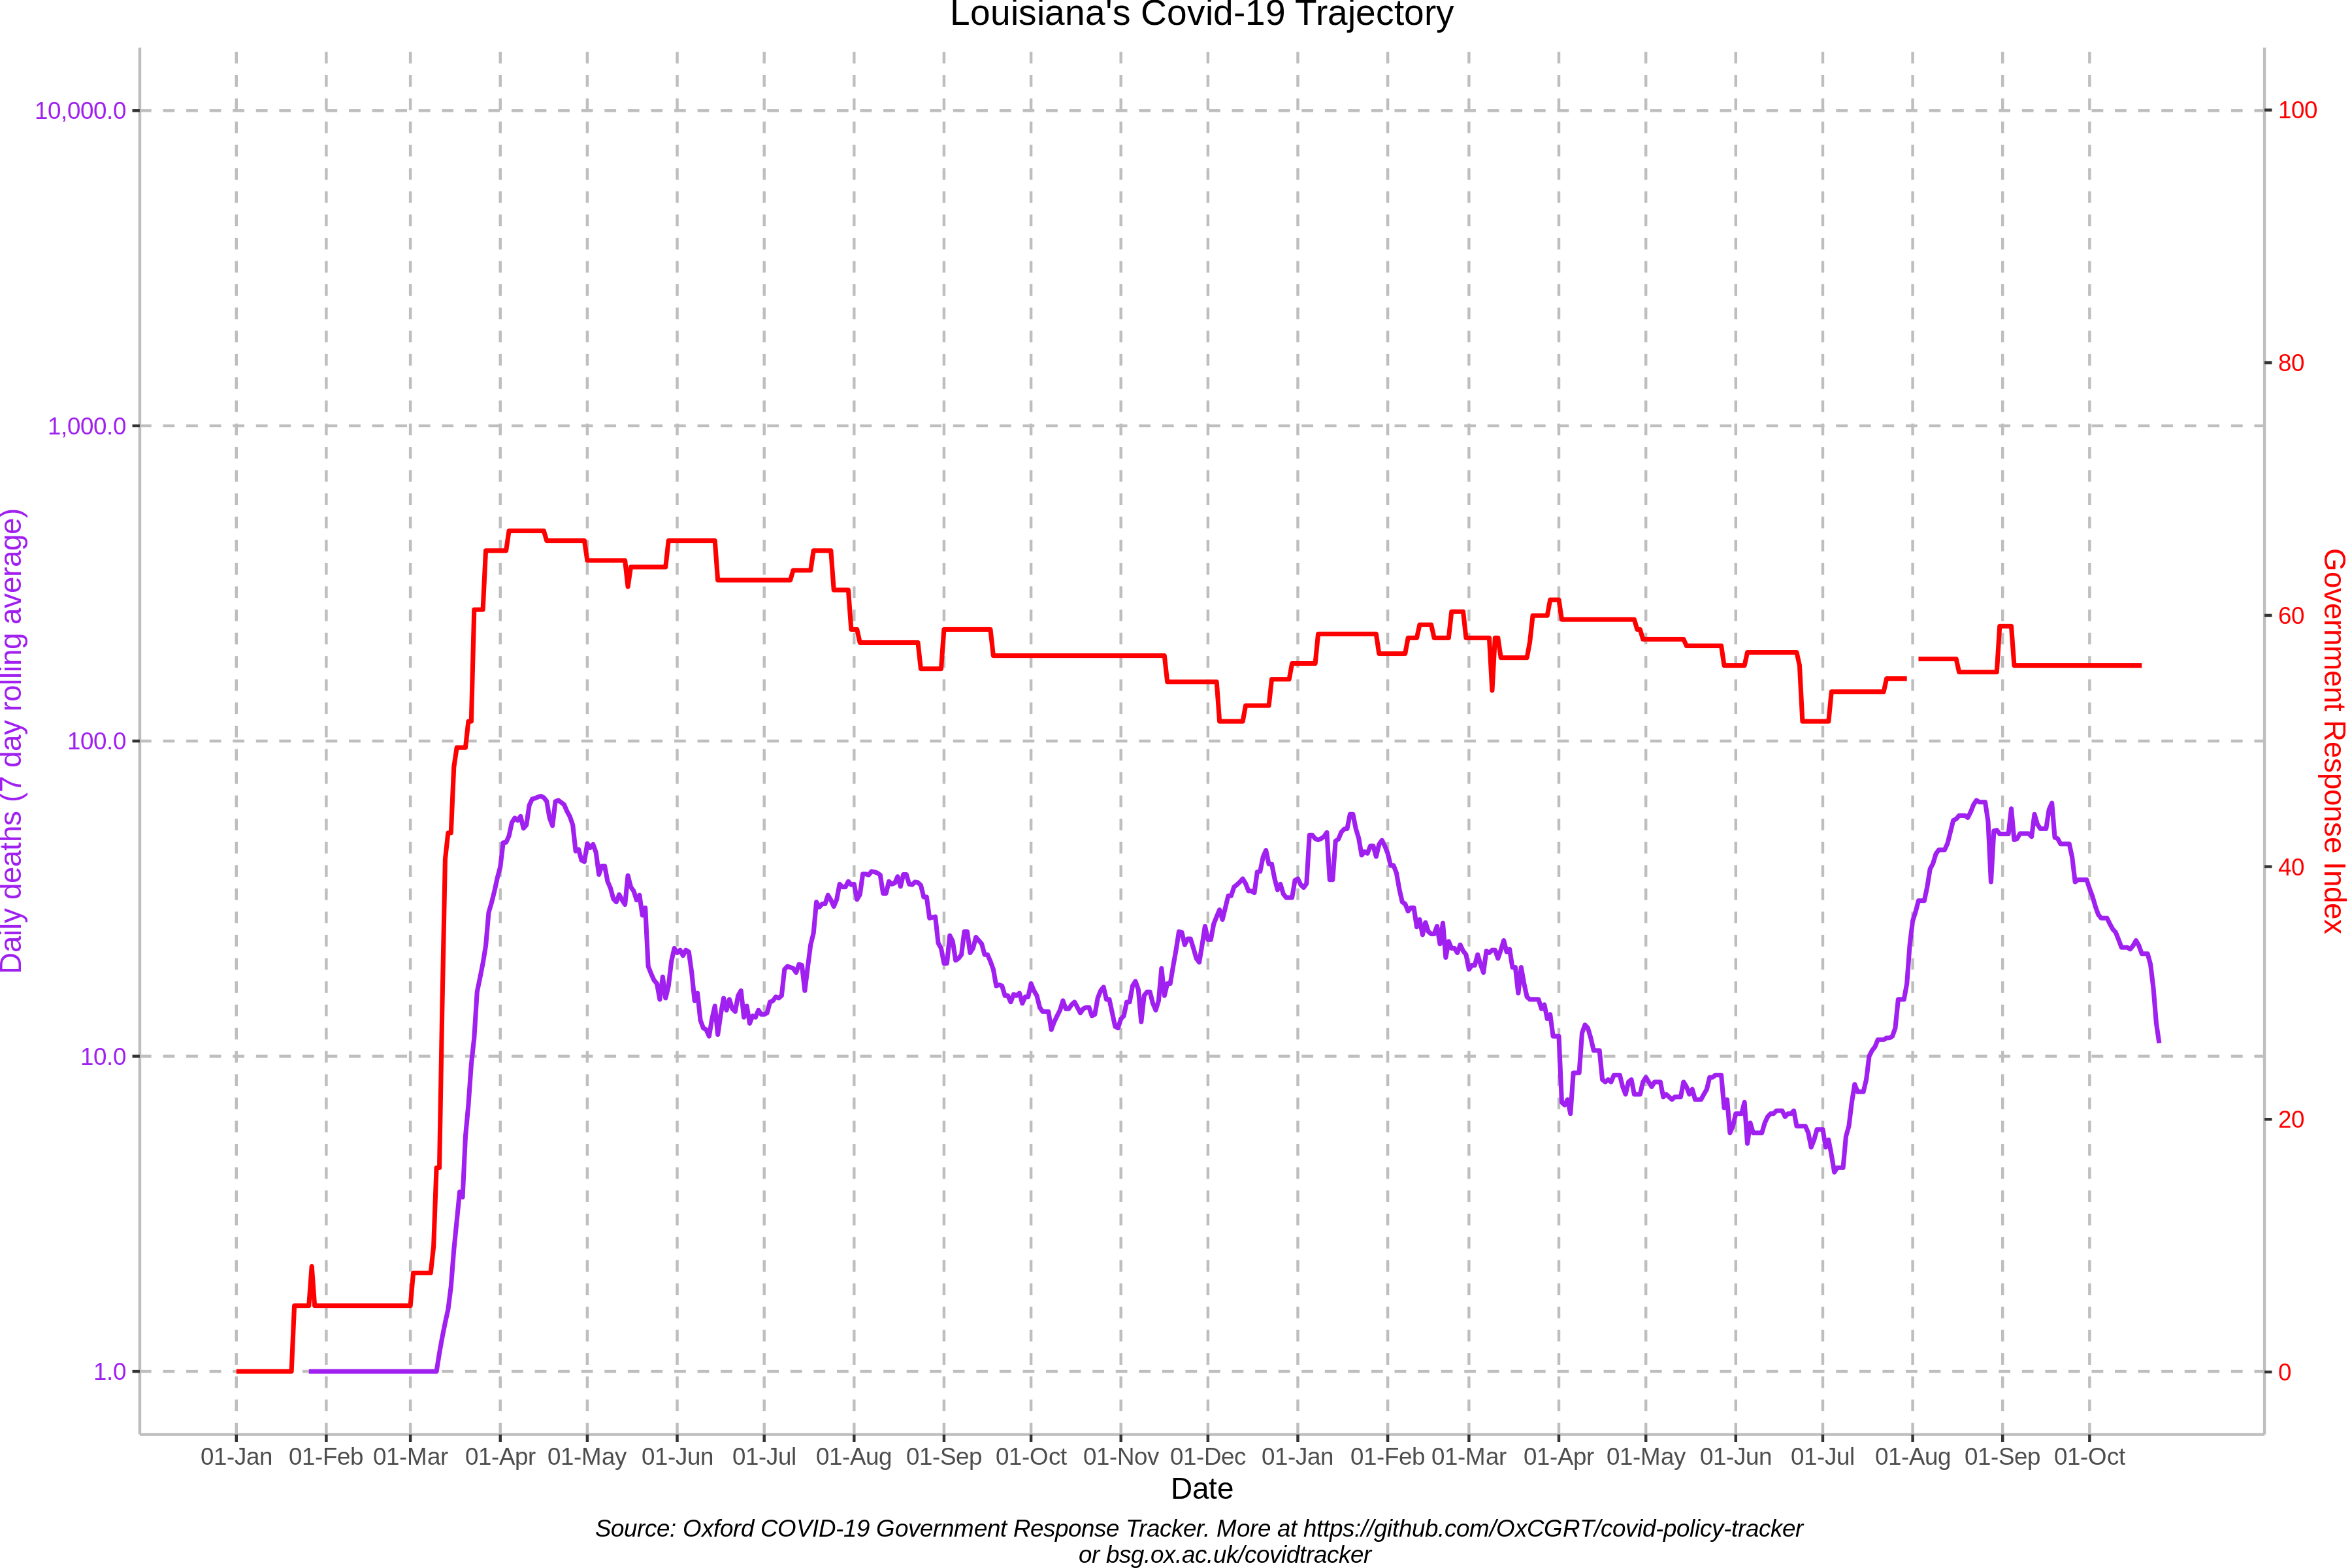 Louisiana's Covid-19 Trajectory
10,000.0
1,000.0
100.0
10.0
1.0
Daily deaths (7 day rolling average)
100
80
60
40
20
0
Government Response Index
01-Jan 01-Feb 01-Mar 01-Apr 01-May 01-Jun 01-Jul 01-Aug 01-Sep 01-Oct 01-Nov 01-Dec 01-Jan 01-Feb 01-Mar 01-Apr 01-May 01-Jun 01-Jul 01-Aug 01-Sep 01-Oct
Date
Source: Oxford COVID-19 Government Response Tracker. More at https://github.com/OxCGRT/covid-policy-tracker
or bsg.ox.ac.uk/covidtracker